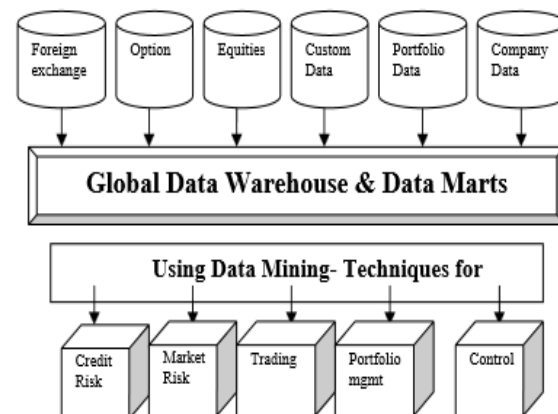 Foreign
exchange
Option
Equities
Custom
Data
Portfolio
Data
Company
Data
Global Data Warehouse & Data Marts
Using Data Mining- Techniques for
Credit
Risk
Market
Risk
Trading
Portfolio
mgmt
Control